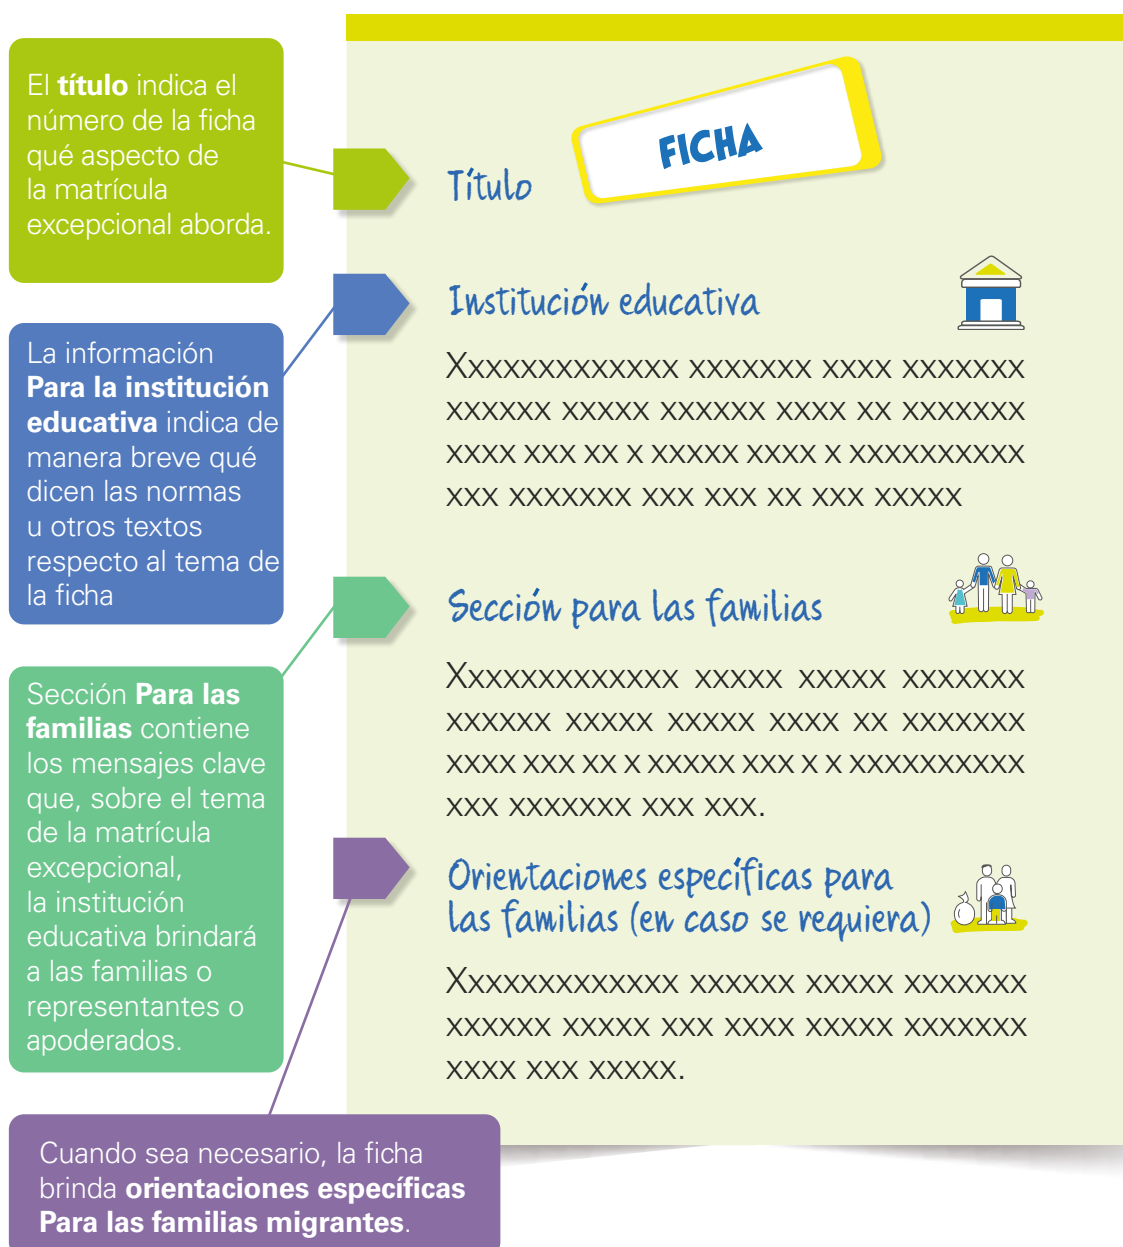 El título indica el
número de la ficha
qué aspecto de
la matrícula
excepcional aborda.
La información
Para la institución
educativa indica de
manera breve qué
dicen las normas
u otros textos
respecto al tema de
la ficha
Sección Para las
familias contiene
los mensajes clave
que, sobre el tema
de la matrícula
excepcional,
la institución
educativa brindará
a las familias o
representantes o
apoderados.
Cuando sea necesario, la ficha
brinda orientaciones específicas
Para las familias migrantes.
FICHA
Título
Institución educativa
Xxxxxxxxxxxxx xxxxxxx xxxx xxxxxxx
xxxxxx xxxxx xxxxxx xxxx xx xxxxxxx
xxxx xxx xx x xxxxx xxxx x xxxxxxxxxx
xxx xxxxxxx xxx xxx xx xxx xxxxx
Sección para las familias
Xxxxxxxxxxxxx xxxxx xxxxx xxxxxxx
xxxxxx xxxxx xxxxx xxxx xx xxxxxxx
xxxx xxx xx x xxxxx xxx x x xxxxxxxxxx
xxx xxxxxxx xxx xxx.
Orientaciones específicas para
las familias (en caso se requiera)
Xxxxxxxxxxxxx xxxxxx xxxxx xxxxxxx
xxxxxx xxxxx xxx xxxx xxxxx xxxxxxx
xxxx xxx xxxxx.